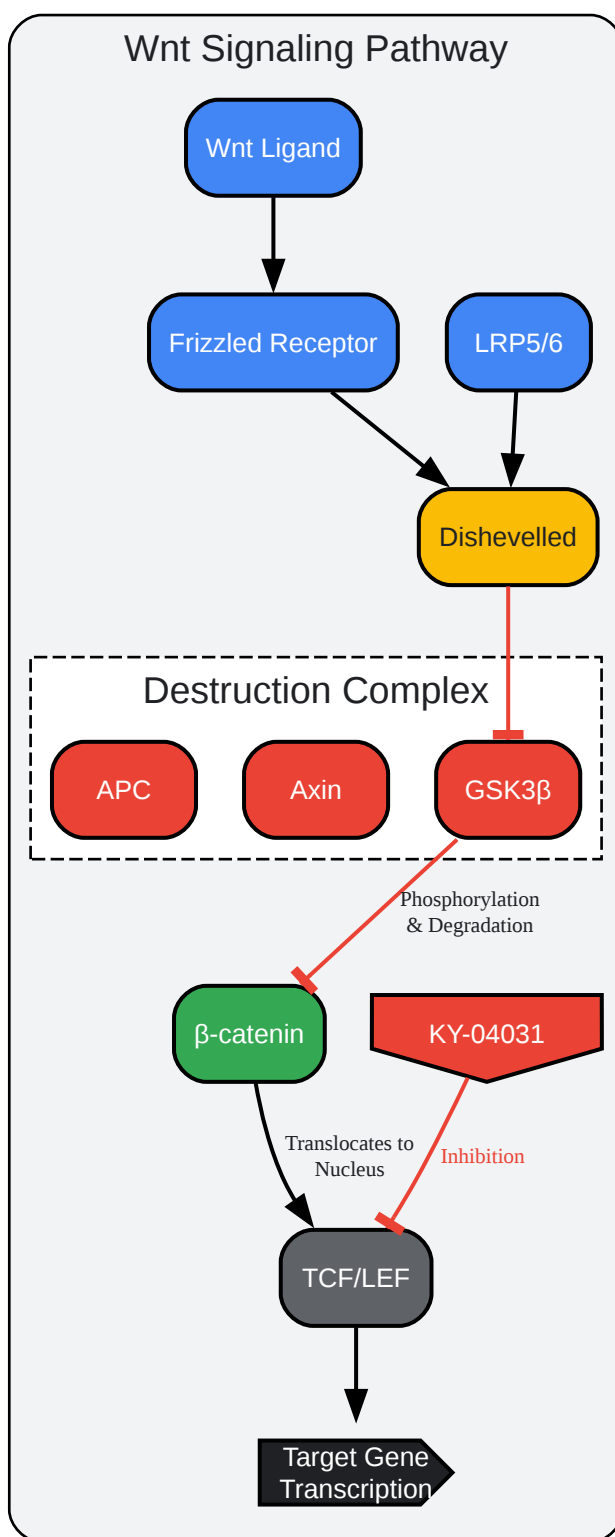 Wnt Signaling Pathway
Wnt Ligand
Frizzled Receptor
LRP5/6
Dishevelled
Destruction Complex
APC
Axin
GSK3β
Phosphorylation
& Degradation
β-catenin
KY-04031
Translocates to
Nucleus
Inhibition
TCF/LEF
Target Gene
Transcription